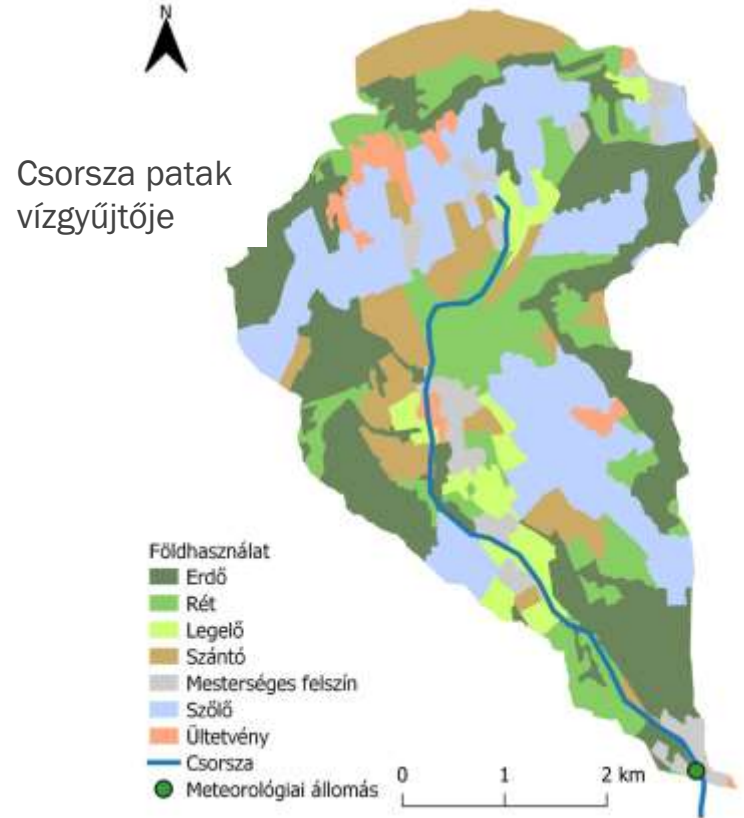 N
Csorsza patak
vízgyűjtője
Földhasználat
Erdő
Rét
Legelő
Szántó
Mesterséges felszín
Szőlő
Ültetvény
Csorsza
Meteorológiai állomás
0 1 2 km